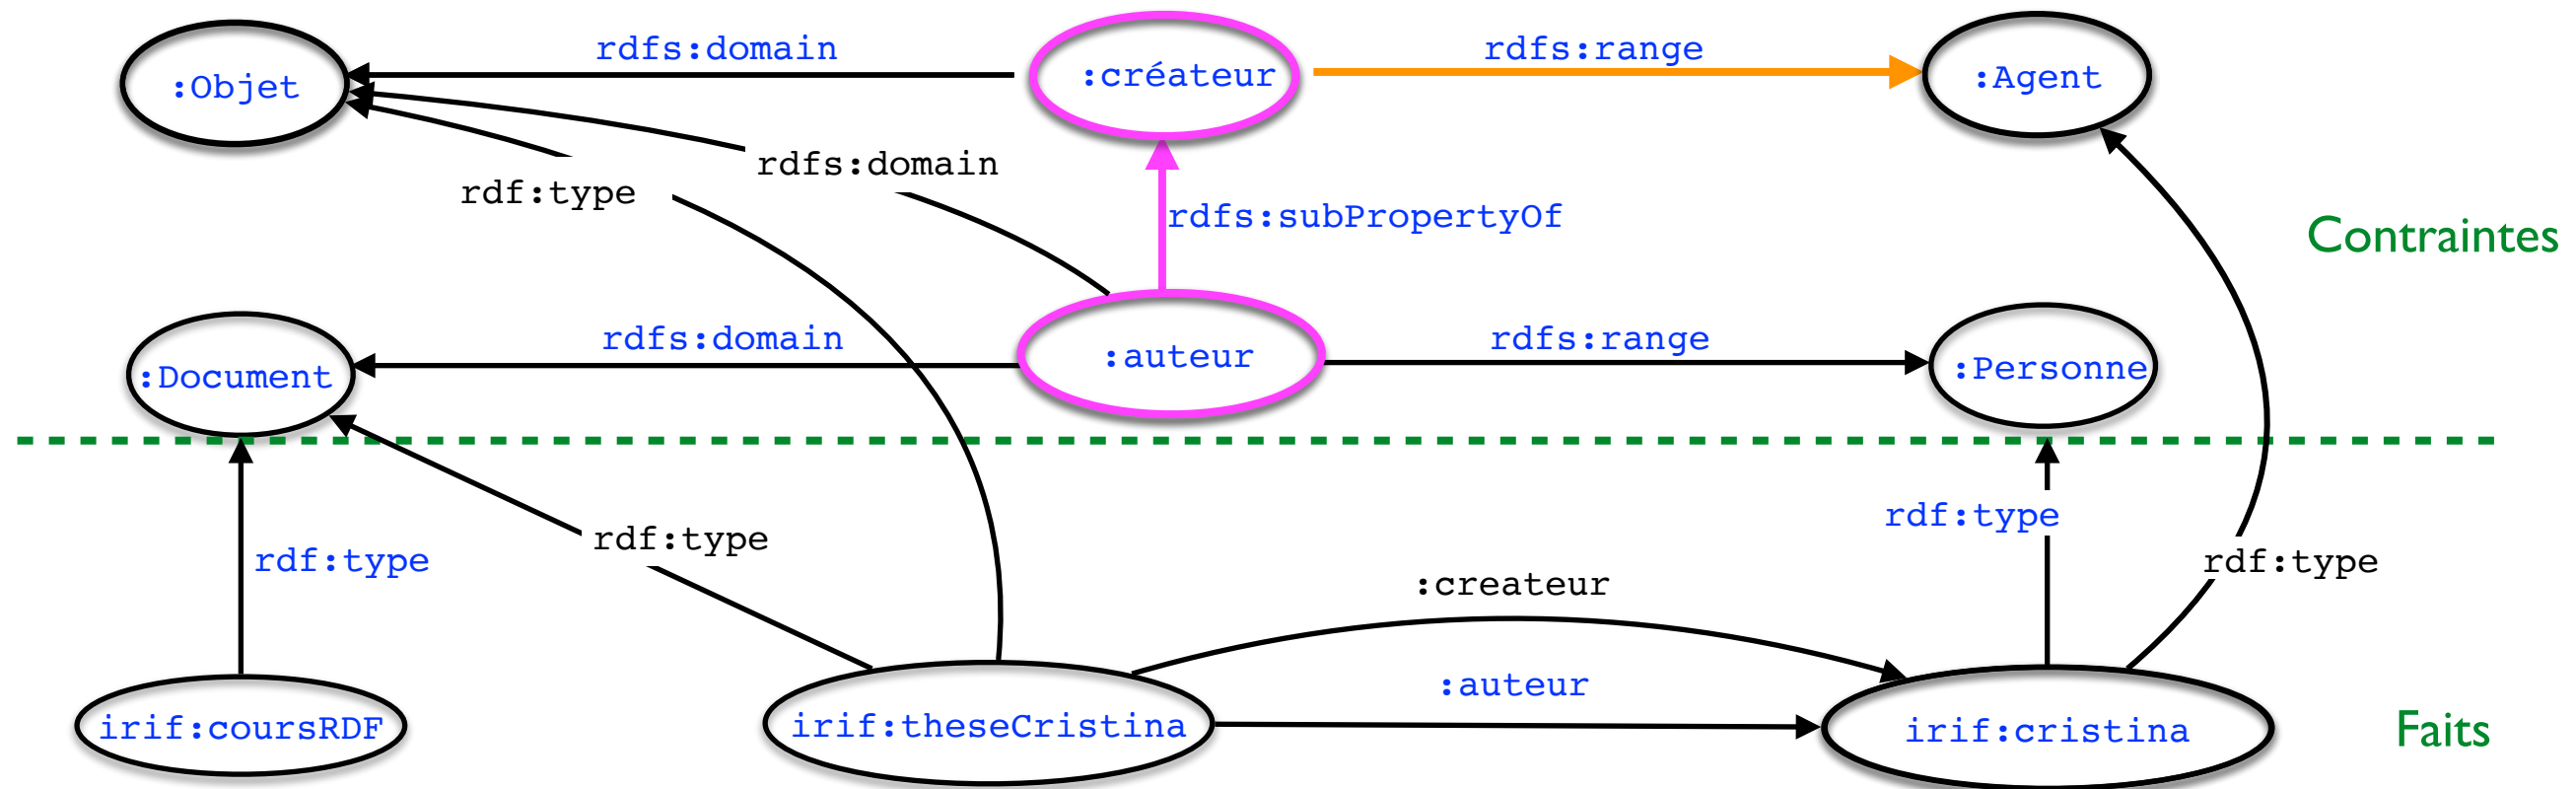 rdfs:domain
rdfs:range
:Objet
:créateur
:Agent
rdfs:domain
rdf:type
rdfs:subPropertyOf
Contraintes
rdfs:domain
rdfs:range
:Document
:auteur
:Personne
rdf:type
rdf:type
rdf:type
rdf:type
:createur
:auteur
irif:coursRDF
irif:theseCristina
irif:cristina
Faits